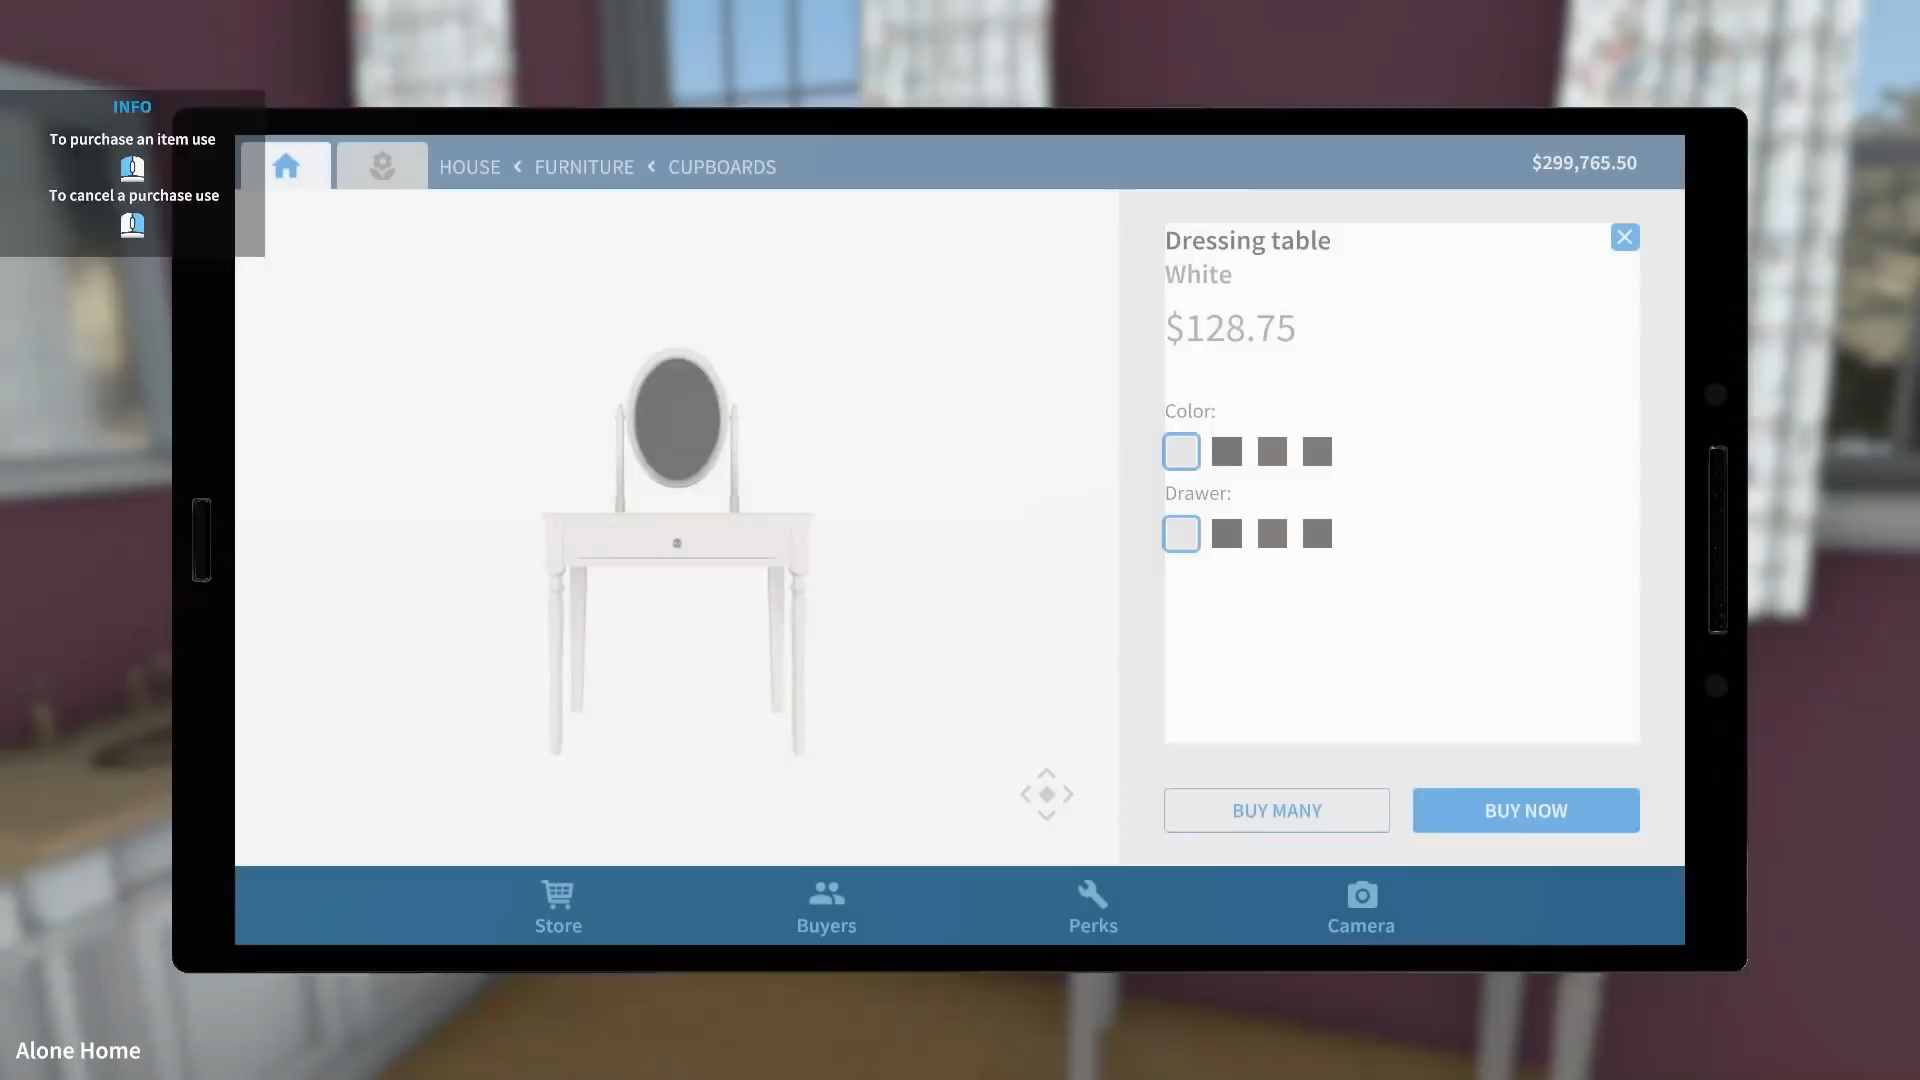 INFO
To purchase an item use
To cancel a purchase use
HOUSE < FURNITURE < CUPBOARDS
$299,765.50
Dressing table
White
$128.75
Color:
Drawer:
BUY MANY
BUY NOW
Store
Buyers
Perks
Camera
Alone Home